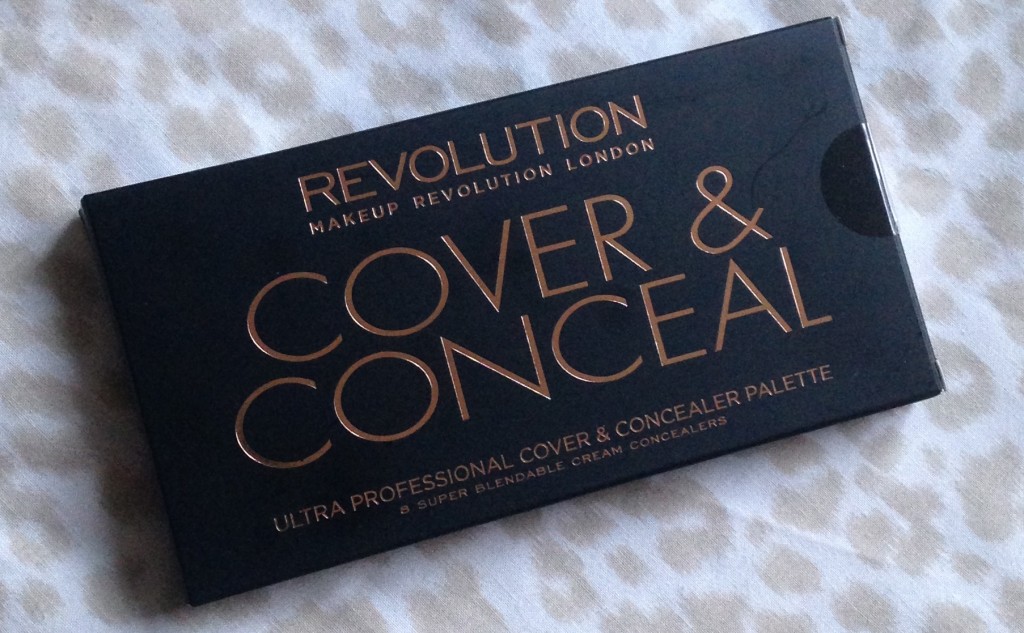 REVOLUTION
MAKEUP REVOLUTION LONDON
COVER &
CONCEAL
ULTRA PROFESSIONAL COVER & CONCEALER PALETTE
8 SUPER BLENDABLE CREAM CONCEALERS